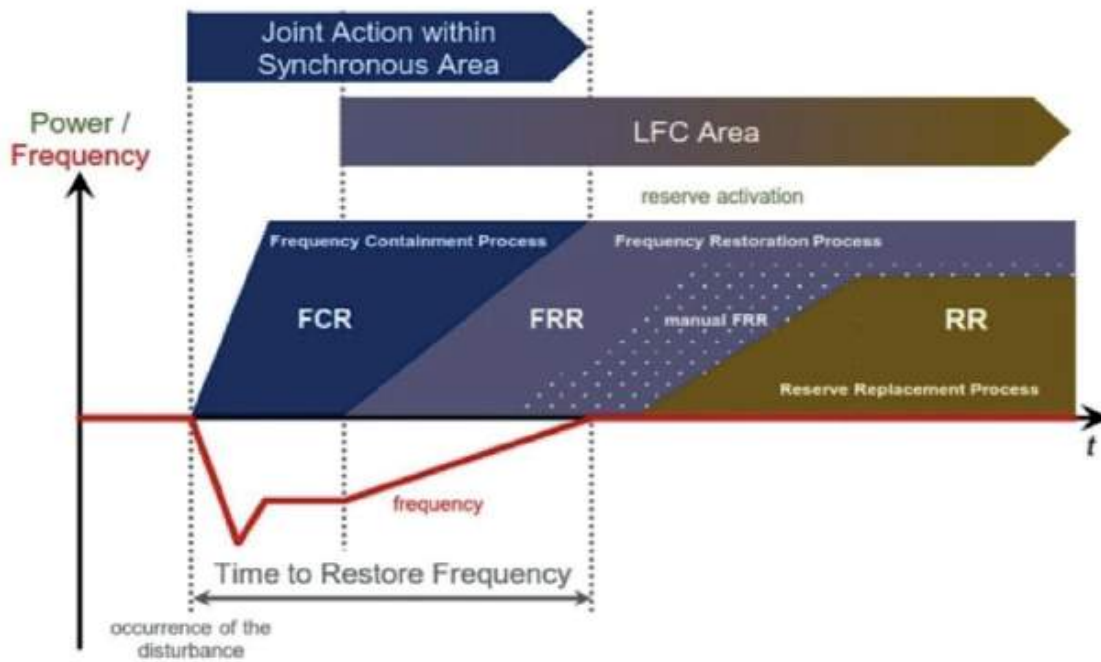 Joint Action within
Synchronous Area
LFC Area
Power /
Frequency
reserve activation
Frequency Containment Process
Frequency Restoration Process
FCR
FRR
manual FRR
RR
Reserve Replacement Process
t
frequency
Time to Restore Frequency
occurrence of the
disturbance